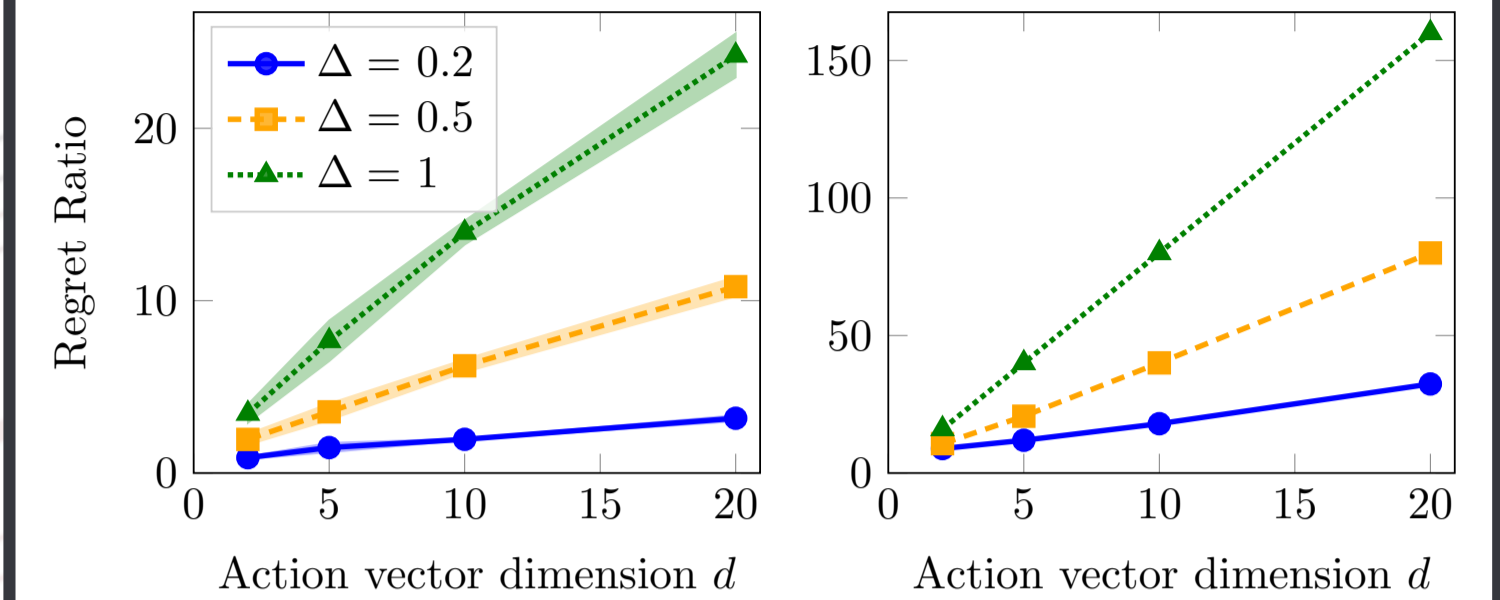 Regret Ratio
20
10
0
Δ = 0.2
Δ = 0.5
Δ = 1
0 5 10 15 20
Action vector dimension d
150
100
50
0
0 5 10 15 20
Action vector dimension d